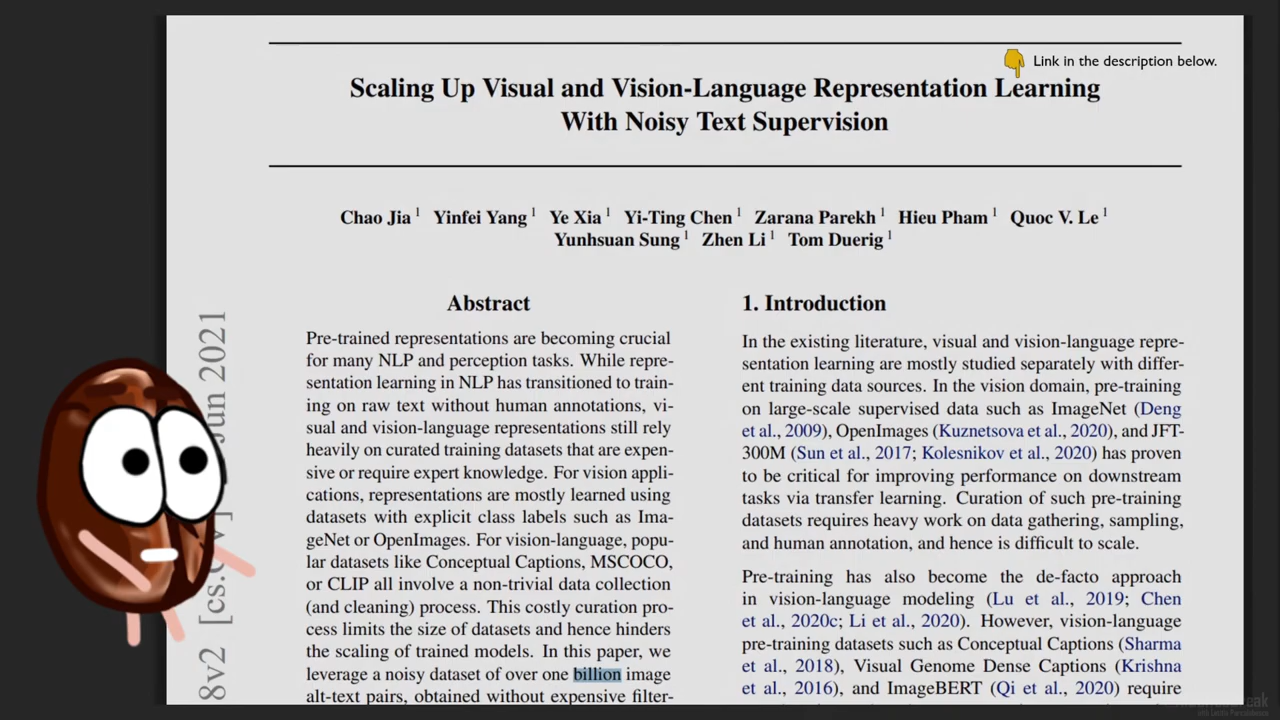 Link in the description below.
Scaling Up Visual and Vision-Language Representation Learning
With Noisy Text Supervision
Chao Jia 1 Yinfei Yang 1 Ye Xia 1 Yi-Ting Chen 1 Zarana Parekh 1 Hieu Pham 1 Quoc V. Le 1
Yunhsuan Sung 1 Zhen Li 1 Tom Duerig 1
Abstract
Pre-trained representations are becoming crucial
for many NLP and perception tasks. While repre-
sentation learning in NLP has transitioned to train-
ing on raw text without human annotations, vi-
sual and vision-language representations still rely
heavily on curated training datasets that are expen-
sive or require expert knowledge. For vision appli-
cations, representations are mostly learned using
datasets with explicit class labels such as Ima-
geNet or OpenImages. For vision-language, popu-
lar datasets like Conceptual Captions, MSCOCO,
or CLIP all involve a non-trivial data collection
(and cleaning) process. This costly curation pro-
cess limits the size of datasets and hence hinders
the scaling of trained models. In this paper, we
leverage a noisy dataset of over one billion image
alt-text pairs, obtained without expensive filter-
1. Introduction
In the existing literature, visual and vision-language repre-
sentation learning are mostly studied separately with differ-
ent training data sources. In the vision domain, pre-training
on large-scale supervised data such as ImageNet (Deng
et al., 2009), OpenImages (Kuznetsova et al., 2020), and JFT-
300M (Sun et al., 2017; Kolesnikov et al., 2020) has proven
to be critical for improving performance on downstream
tasks via transfer learning. Curation of such pre-training
datasets requires heavy work on data gathering, sampling,
and human annotation, and hence is difficult to scale.
Pre-training has also become the de-facto approach
in vision-language modeling (Lu et al., 2019; Chen
et al., 2020c; Li et al., 2020). However, vision-language
pre-training datasets such as Conceptual Captions (Sharma
et al., 2018), Visual Genome Dense Captions (Krishna
et al., 2016), and ImageBERT (Qi et al., 2020) require
8v2 [cs. ] Jun 2021